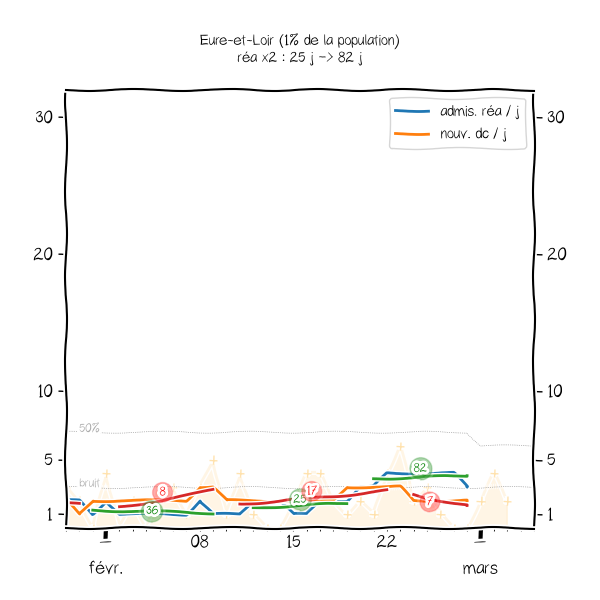 Eure-et-Loir (1% de la population)
réa x2 : 25 j -> 82 j
admis. réa / j
nouv. dc / j
30
30
20
20
10
10
50%
5
5
82
bruit
8
17
25
7
36
1
1
08
15
22
févr.
mars